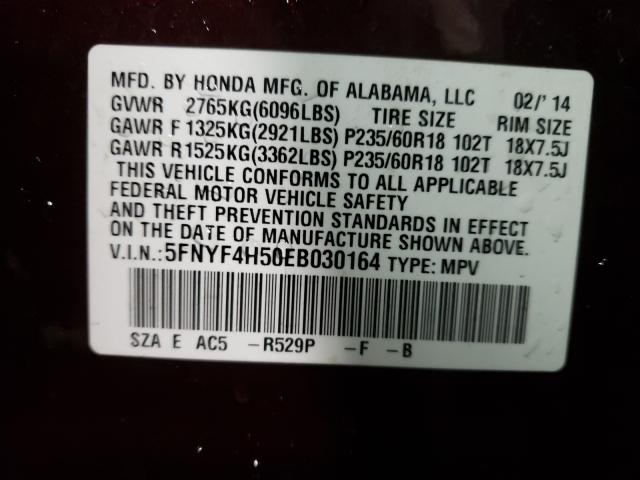 MFD. BY HONDA MFG. OF ALABAMA, LLC 02/'14
GVWR 2765KG(6096LBS) TIRE SIZE RIM SIZE
GAWR F 1325KG(2921LBS) P235/60R18 102T 18X7.5J
GAWR R1525KG(3362LBS) P235/60R18 102T 18X7.5J
THIS VEHICLE CONFORMS TO ALL APPLICABLE
FEDERAL MOTOR VEHICLE SAFETY
AND THEFT PREVENTION STANDARDS IN EFFECT
ON THE DATE OF MANUFACTURE SHOWN ABOVE.
V.I.N.:5FNYF4H50EB030164 TYPE: MPV
SZA E AC5 -R529P -F -B